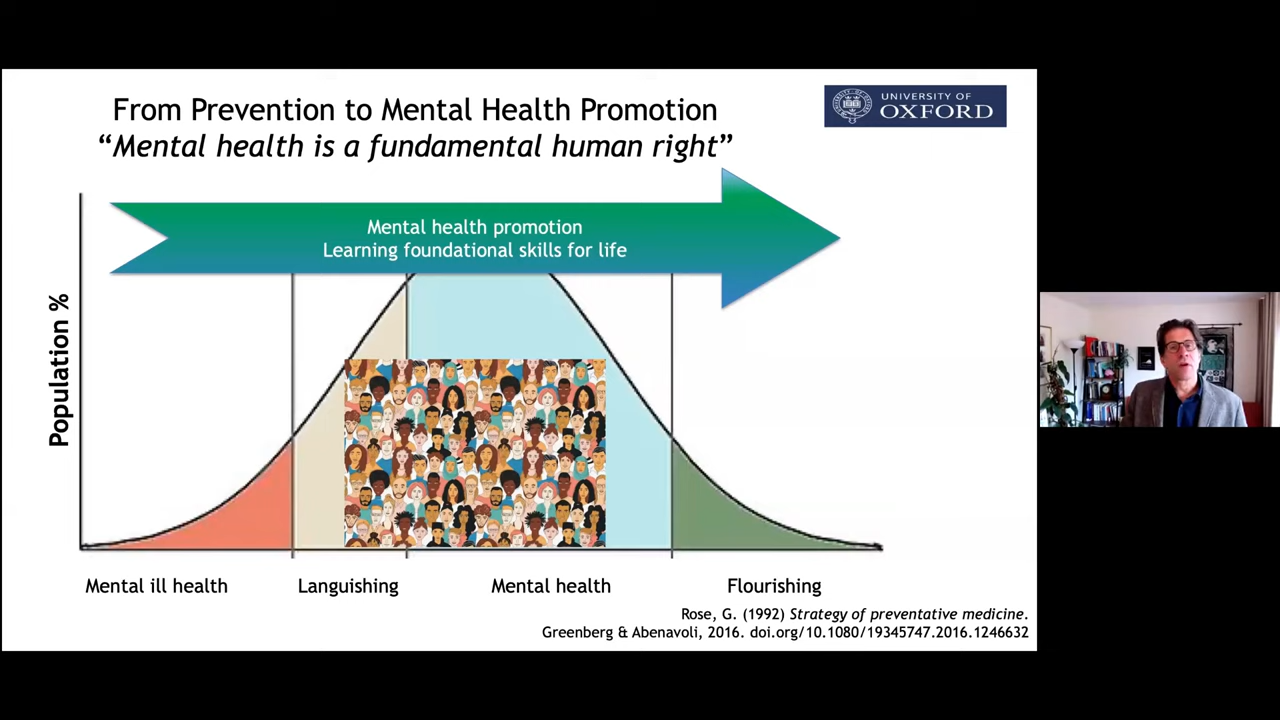 From Prevention to Mental Health Promotion
“Mental health is a fundamental human right”
UNIVERSITY OF
OXFORD
Mental health promotion
Learning foundational skills for life
Population %
Mental ill health
Languishing
Mental health
Flourishing
Rose, G. (1992) Strategy of preventative medicine.
Greenberg & Abenavoli, 2016. doi.org/10.1080/19345747.2016.1246632